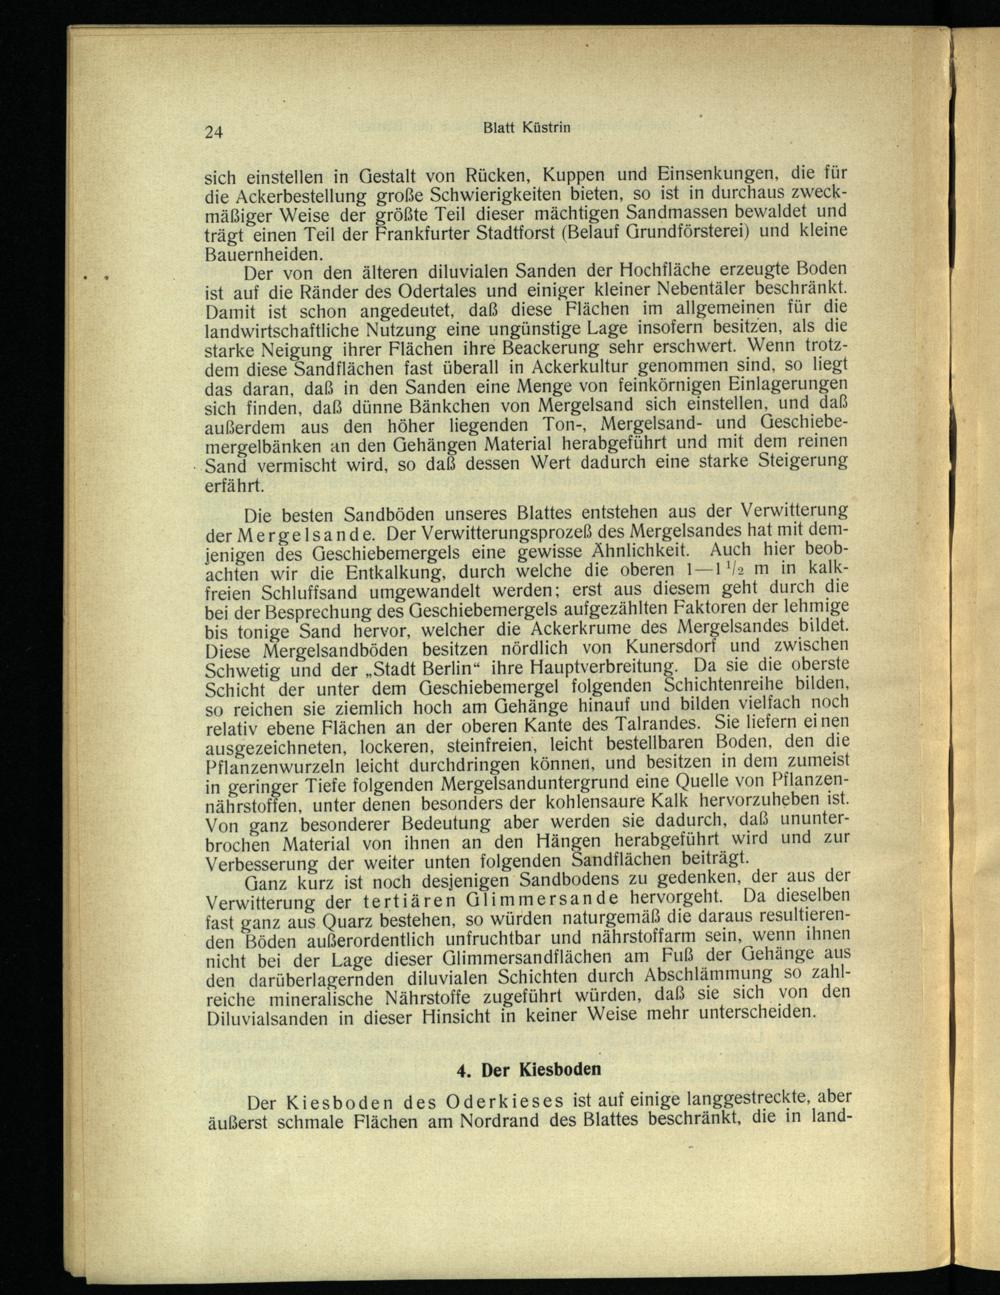 24
Blatt Küstrin
sich einstellen in Gestalt von Rücken, Kuppen und Einsenkungen, die für
die Ackerbestellung große Schwierigkeiten bieten, so ist in durchaus zweck-
mäßiger Weise der größte Teil dieser mächtigen Sandmassen bewaldet und
trägt einen Teil der Frankfurter Stadtforst (Belauf Grundförsterei) und kleine
Bauernheiden.
Der von den älteren diluvialen Sanden der Hochfläche erzeugte Boden
ist auf die Ränder des Odertales und einiger kleiner Nebentäler beschränkt.
Damit ist schon angedeutet, daß diese Flächen im allgemeinen für die
landwirtschaftliche Nutzung eine ungünstige Lage insofern besitzen, als die
starke Neigung ihrer Flächen ihre Beackerung sehr erschwert. Wenn trotz-
dem diese Sandflächen fast überall in Ackerkultur genommen sind, so liegt
das daran, daß in den Sanden eine Menge von feinkörnigen Einlagerungen
sich finden, daß dünne Bänkchen von Mergelsand sich einstellen, und daß
außerdem aus den höher liegenden Ton-, Mergelsand- und Geschiebe-
mergelbänken an den Gehängen Material herabgeführt und mit dem reinen
Sand vermischt wird, so daß dessen Wert dadurch eine starke Steigerung
erfährt.
Die besten Sandböden unseres Blattes entstehen aus der Verwitterung
der Mergelsande. Der Verwitterungsprozeß des Mergelsandes hat mit dem-
jenigen des Geschiebemergels eine gewisse Ähnlichkeit. Auch hier beob-
achten wir die Entkalkung, durch welche die oberen 1—1 1/2 m in kalk-
freien Schluffsand umgewandelt werden; erst aus diesem geht durch die
bei der Besprechung des Geschiebemergels aufgezählten Faktoren der lehmige
bis tonige Sand hervor, welcher die Ackerkrume des Mergelsandes bildet.
Diese Mergelsandböden besitzen nördlich von Kunersdorf und zwischen
Schwetig und der „Stadt Berlin“ ihre Hauptverbreitung. Da sie die oberste
Schicht der unter dem Geschiebemergel folgenden Schichtenreihe bilden,
so reichen sie ziemlich hoch am Gehänge hinauf und bilden vielfach noch
relativ ebene Flächen an der oberen Kante des Talrandes. Sie liefern einen
ausgezeichneten, lockeren, steinfreien, leicht bestellbaren Boden, den die
Pflanzenwurzeln leicht durchdringen können, und besitzen in dem zumeist
in geringer Tiefe folgenden Mergelsanduntergrund eine Quelle von Pflanzen-
nährstoffen, unter denen besonders der kohlensaure Kalk hervorzuheben ist.
Von ganz besonderer Bedeutung aber werden sie dadurch, daß ununter-
brochen Material von ihnen an den Hängen herabgeführt wird und zur
Verbesserung der weiter unten folgenden Sandflächen beiträgt.
Ganz kurz ist noch desjenigen Sandbodens zu gedenken, der aus der
Verwitterung der tertiären Glimmersande hervorgeht. Da dieselben
fast ganz aus Quarz bestehen, so würden naturgemäß die daraus resultieren-
den Böden außerordentlich unfruchtbar und nährstoffarm sein, wenn ihnen
nicht bei der Lage dieser Glimmersandflächen am Fuß der Gehänge aus
den darüberlagernden diluvialen Schichten durch Abschlämmung so zahl-
reiche mineralische Nährstoffe zugeführt würden, daß sie sich von den
Diluvialsanden in dieser Hinsicht in keiner Weise mehr unterscheiden.
4. Der Kiesboden
Der Kiesboden des Oderkieses ist auf einige langgestreckte, aber
äußerst schmale Flächen am Nordrand des Blattes beschränkt, die in land-